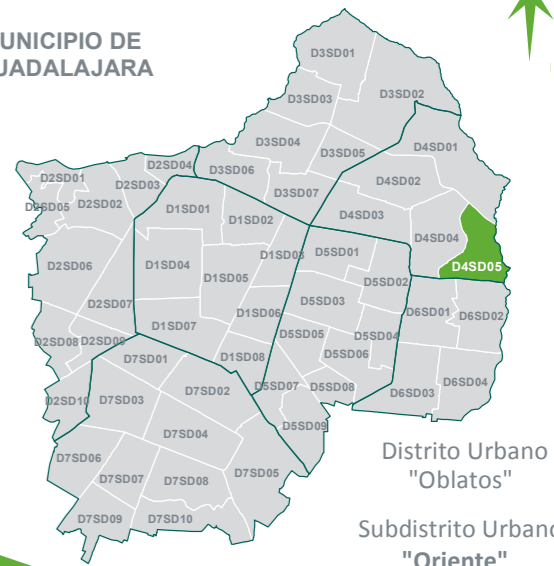 UNICIPIO DE
UADALAJARA
D3SD01
D3SD02
D3SD03
D3SD04
D3SD05
D3SD06
D3SD07
D4SD01
D4SD02
D4SD03
D4SD04
D4SD05
D2SD01
D2SD02
D2SD03
D2SD04
D2SD05
D2SD06
D2SD07
D2SD08
D2SD09
D2SD10
D1SD01
D1SD02
D1SD03
D1SD04
D1SD05
D1SD06
D1SD07
D1SD08
D5SD01
D5SD02
D5SD03
D5SD04
D5SD05
D5SD06
D5SD07
D5SD08
D5SD09
D6SD01
D6SD02
D6SD03
D6SD04
D7SD01
D7SD02
D7SD03
D7SD04
D7SD05
D7SD06
D7SD07
D7SD08
D7SD09
D7SD10
Distrito Urbano
"Oblatos"
Subdistrito Urbano
"Oriente"